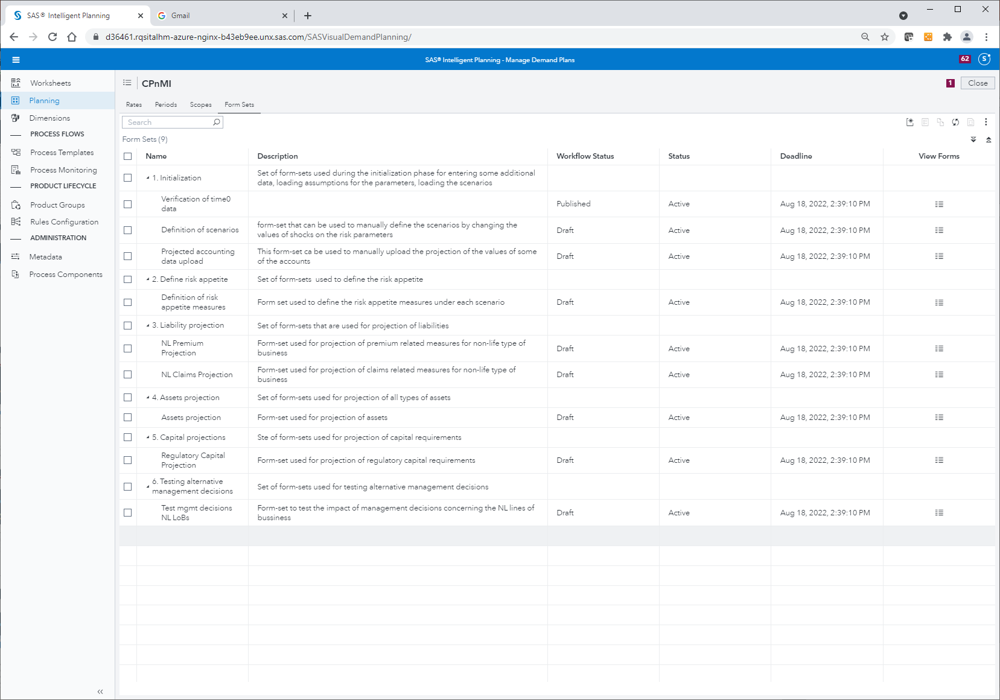 SAS® Intelligent Planning
Gmail
d36461.rqsitalhm-azure-nginx-b43eb9ee.unx.sas.com/SASVisualDemandPlanning/
SAS® Intelligent Planning - Manage Demand Plans
62
S
Worksheets
Planning
Dimensions
PROCESS FLOWS
Process Templates
Process Monitoring
PRODUCT LIFECYCLE
Product Groups
Rules Configuration
ADMINISTRATION
Metadata
Process Components
CPnMI
1
Close
Rates Periods Scopes Form Sets
Search
Form Sets (9)
Name Description Workflow Status Status Deadline View Forms
1. Initialization
Set of form-sets used during the initialization phase for entering some additional
data, loading assumptions for the parameters, loading the scenarios
Verification of time0
data
Published Active Aug 18, 2022, 2:39:10 PM
Definition of scenarios
form-set that can be used to manually define the scenarios by changing the
values of shocks on the risk parameters
Draft Active Aug 18, 2022, 2:39:10 PM
Projected accounting
data upload
This form-set ca be used to manually upload the projection of the values of some
of the accounts
Draft Active Aug 18, 2022, 2:39:10 PM
2. Define risk appetite Set of form-sets used to define the risk appetite
Definition of risk
appetite measures
Form set used to define the risk appetite measures under each scenario
Draft Active Aug 18, 2022, 2:39:10 PM
3. Liability projection Set of form-sets that are used for projection of liabilities
NL Premium
Projection
Form-set used for projection of premium related measures for non-life type of
business
Draft Active Aug 18, 2022, 2:39:10 PM
NL Claims Projection
Form-set used for projection of claims related measures for non-life type of
business
Draft Active Aug 18, 2022, 2:39:10 PM
4. Assets projection Set of form-sets used for projection of all types of assets
Assets projection Form-set used for projection of assets Draft Active Aug 18, 2022, 2:39:10 PM
5. Capital projections Ste of form-sets used for projection of capital requirements
Regulatory Capital
Projection
Form-set used for projection of regulatory capital requirements
Draft Active Aug 18, 2022, 2:39:10 PM
6. Testing alternative
management decisions
Set of form-sets used for testing alternative management decisions
Test mgmt decisions
NL LoBs
Form-set to test the impact of management decisions concerning the NL lines of
bussiness
Draft Active Aug 18, 2022, 2:39:10 PM